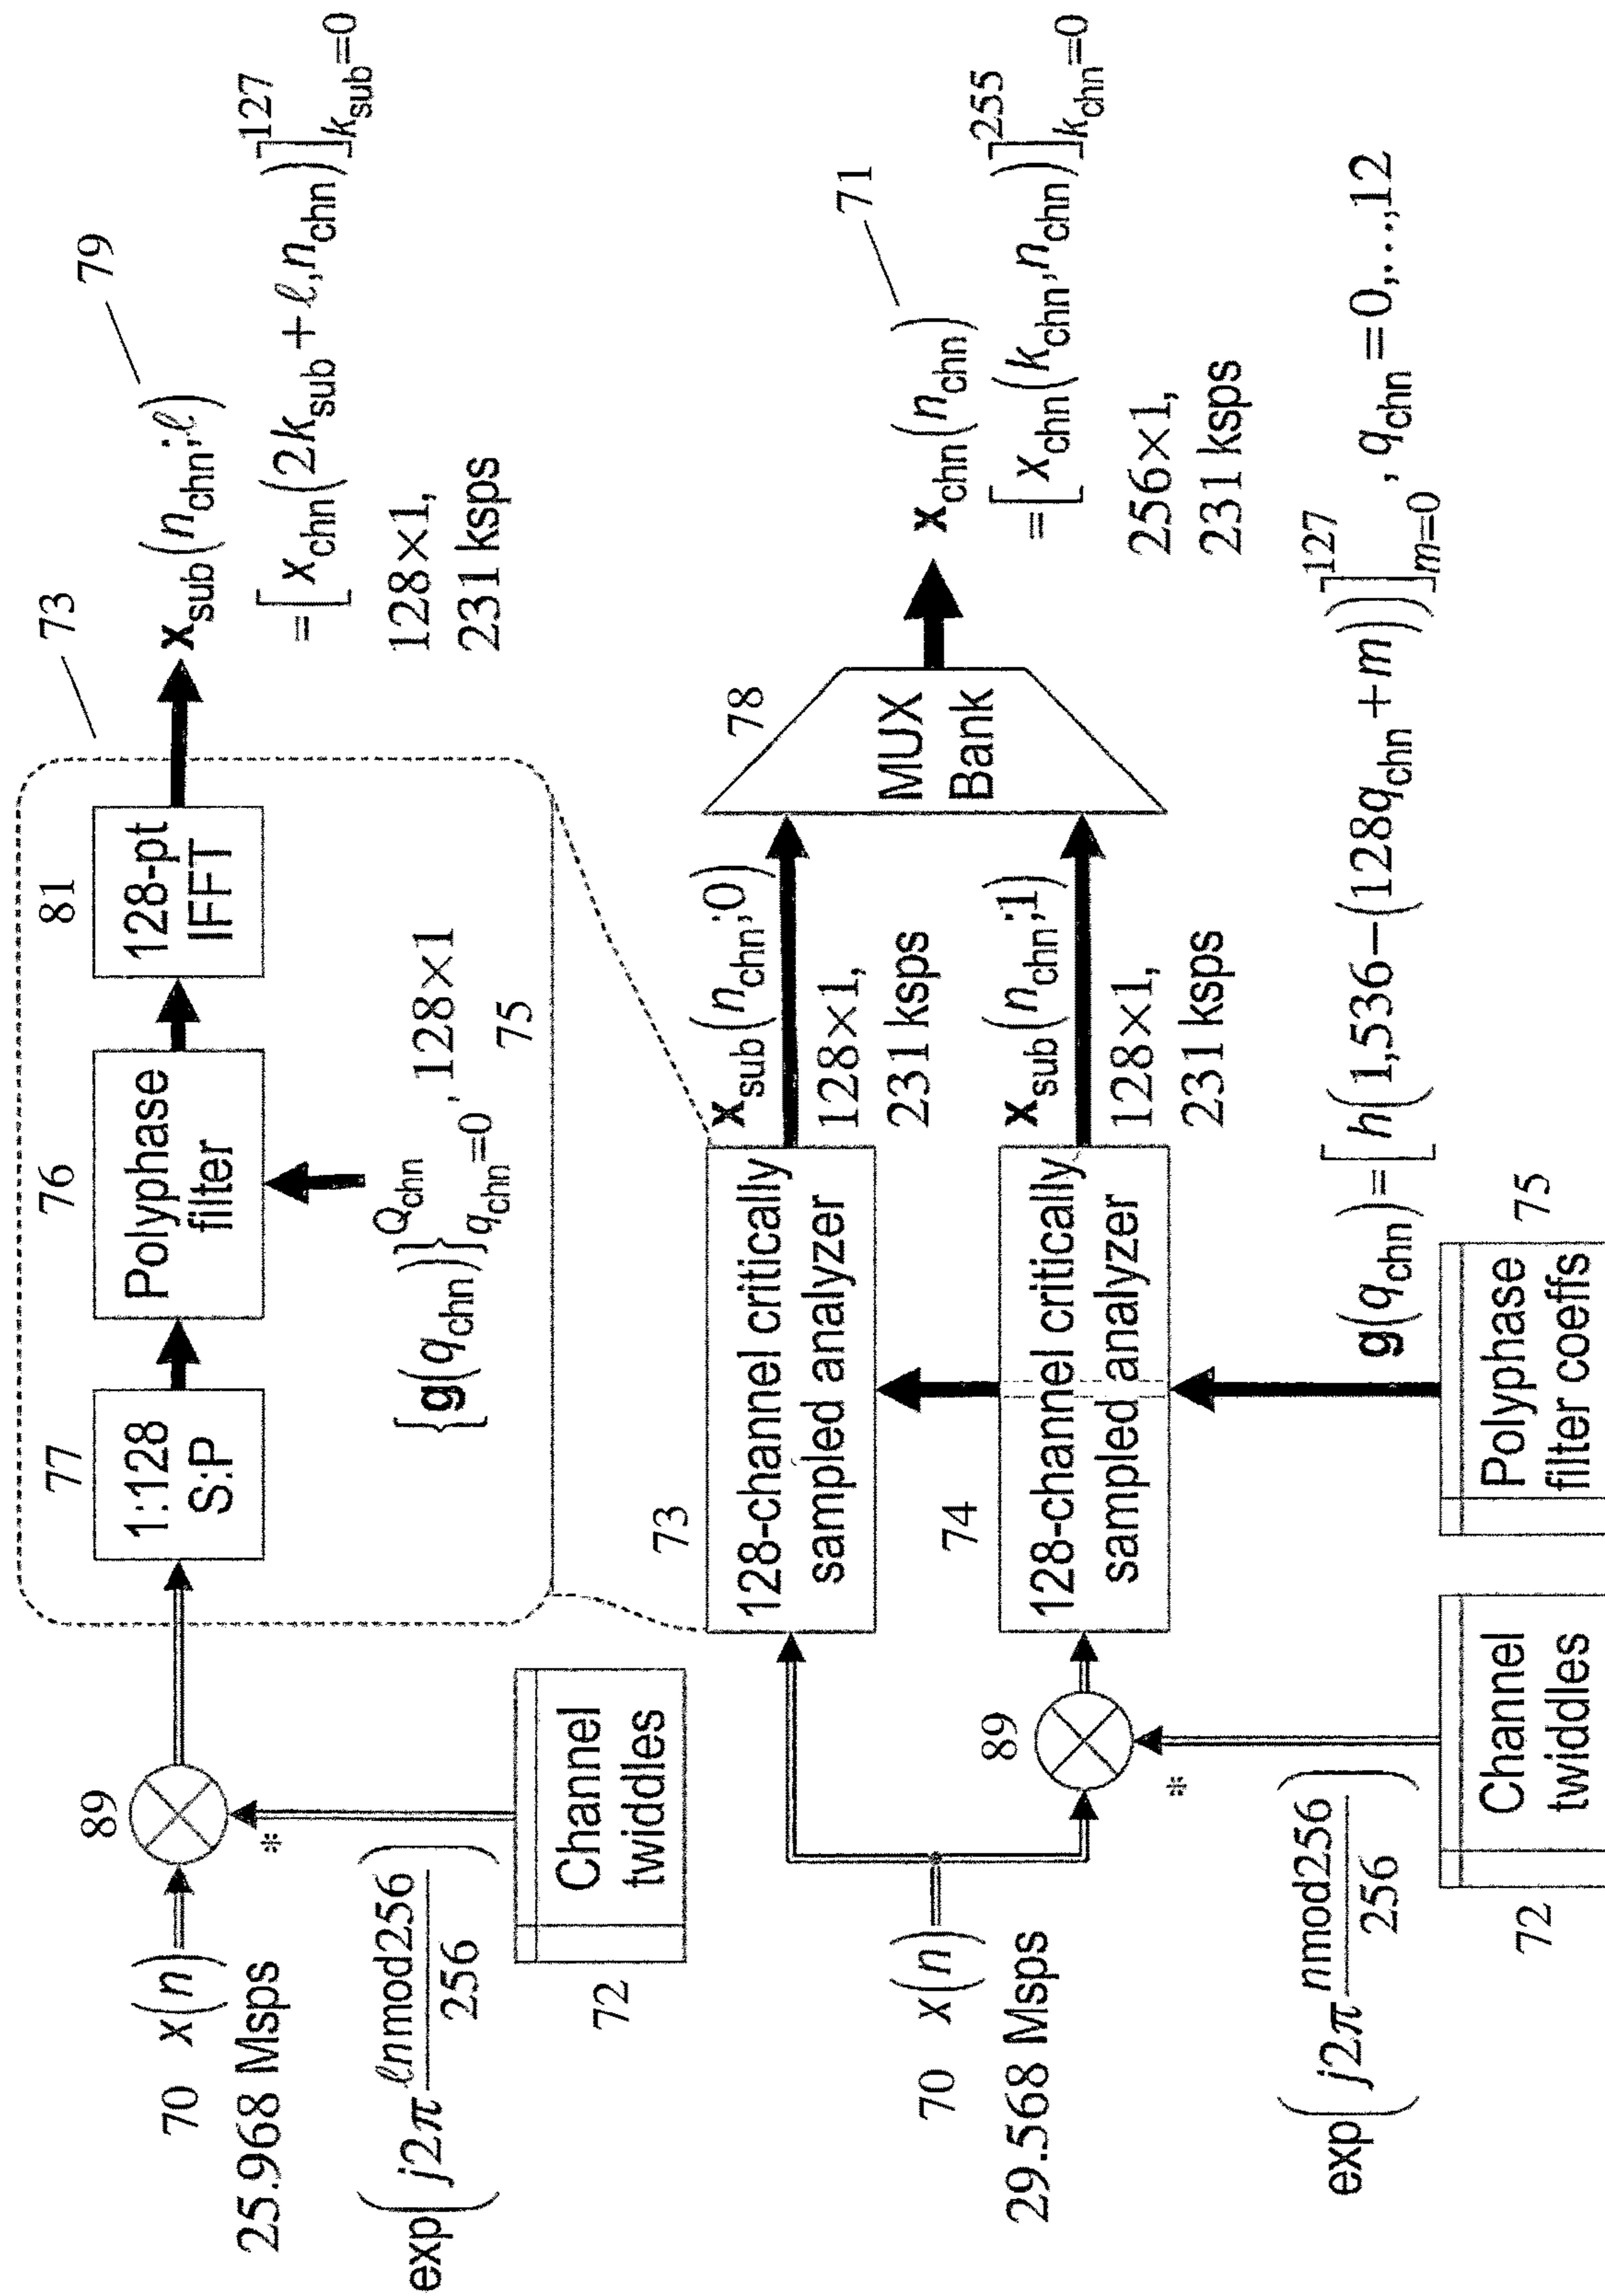 73
79
77
76
81
89
1:128
S:P
Polyphase
filter
128-pt
IFFT
x_sub(n_chn;ℓ)
=[x_chn(2k_sub+ℓ,n_chn)]_{k_sub=0}^{127}
128×1,
231 ksps
70 x(n)
25.968 Msps
*
{g(q_chn)}_{q_chn=0}^{Q_chn}, 128×1
75
exp(j2π ℓnmod256/256)
Channel
twiddles
72
73
128-channel critically
sampled analyzer
x_sub(n_chn;0)
128×1,
231 ksps
78
MUX
Bank
71
x_chn(n_chn)
=[x_chn(k_chn,n_chn)]_{k_chn=0}^{255}
256×1,
231 ksps
70 x(n)
29.568 Msps
89
*
74
128-channel critically
sampled analyzer
x_sub(n_chn;1)
128×1,
231 ksps
exp(j2π nmod256/256)
g(q_chn)=[h(1,536−(128q_chn+m))]_{m=0}^{127}, q_chn=0,...,12
72
Channel
twiddles
Polyphase
filter coeffs
75